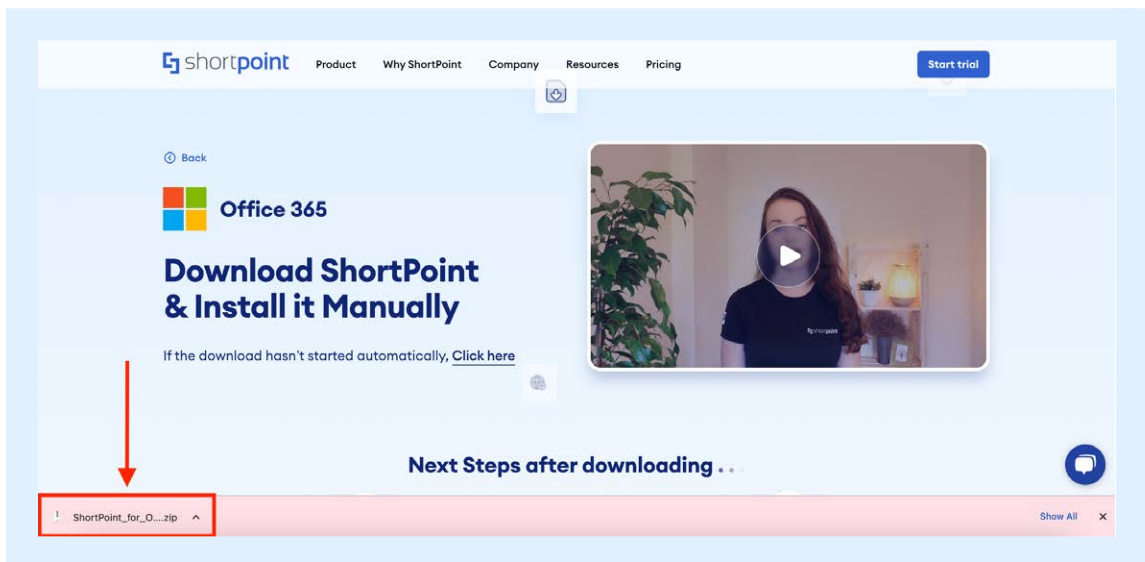 shortpoint Product Why ShortPoint Company Resources Pricing Start trial
Back
Office 365
Download ShortPoint
& Install it Manually
If the download hasn't started automatically, Click here
shortpoint
Next Steps after downloading . . .
ShortPoint_for_O....zip Show All